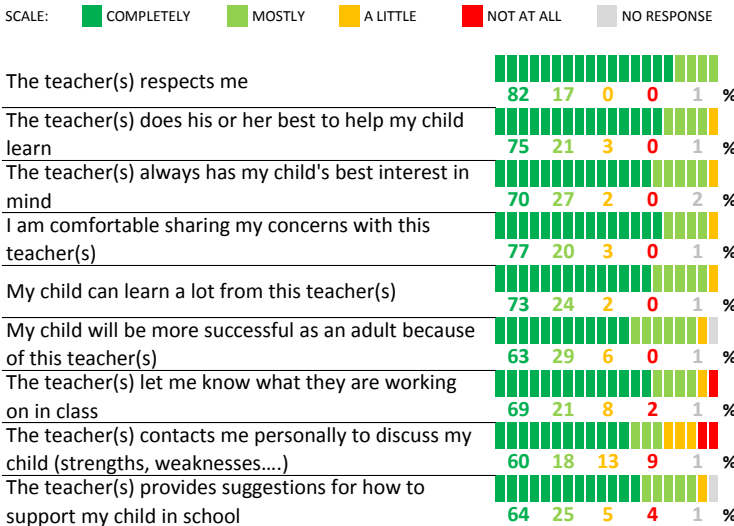 SCALE: COMPLETELY MOSTLY A LITTLE NOT AT ALL NO RESPONSE
The teacher(s) respects me
82 17 0 0 1 %
The teacher(s) does his or her best to help my child
learn
75 21 3 0 1 %
The teacher(s) always has my child's best interest in
mind
70 27 2 0 2 %
I am comfortable sharing my concerns with this
teacher(s)
77 20 3 0 1 %
My child can learn a lot from this teacher(s)
73 24 2 0 1 %
My child will be more successful as an adult because
of this teacher(s)
63 29 6 0 1 %
The teacher(s) let me know what they are working
on in class
69 21 8 2 1 %
The teacher(s) contacts me personally to discuss my
child (strengths, weaknesses....)
60 18 13 9 1 %
The teacher(s) provides suggestions for how to
support my child in school
64 25 5 4 1 %